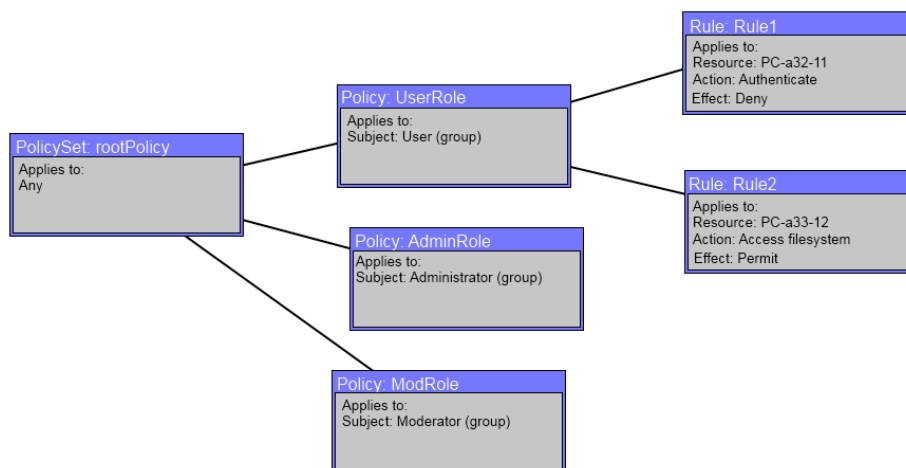 PolicySet: rootPolicy
Applies to:
Any
Policy: UserRole
Applies to:
Subject: User (group)
Policy: AdminRole
Applies to:
Subject: Administrator (group)
Policy: ModRole
Applies to:
Subject: Moderator (group)
Rule: Rule1
Applies to:
Resource: PC-a32-11
Action: Authenticate
Effect: Deny
Rule: Rule2
Applies to:
Resource: PC-a33-12
Action: Access filesystem
Effect: Permit